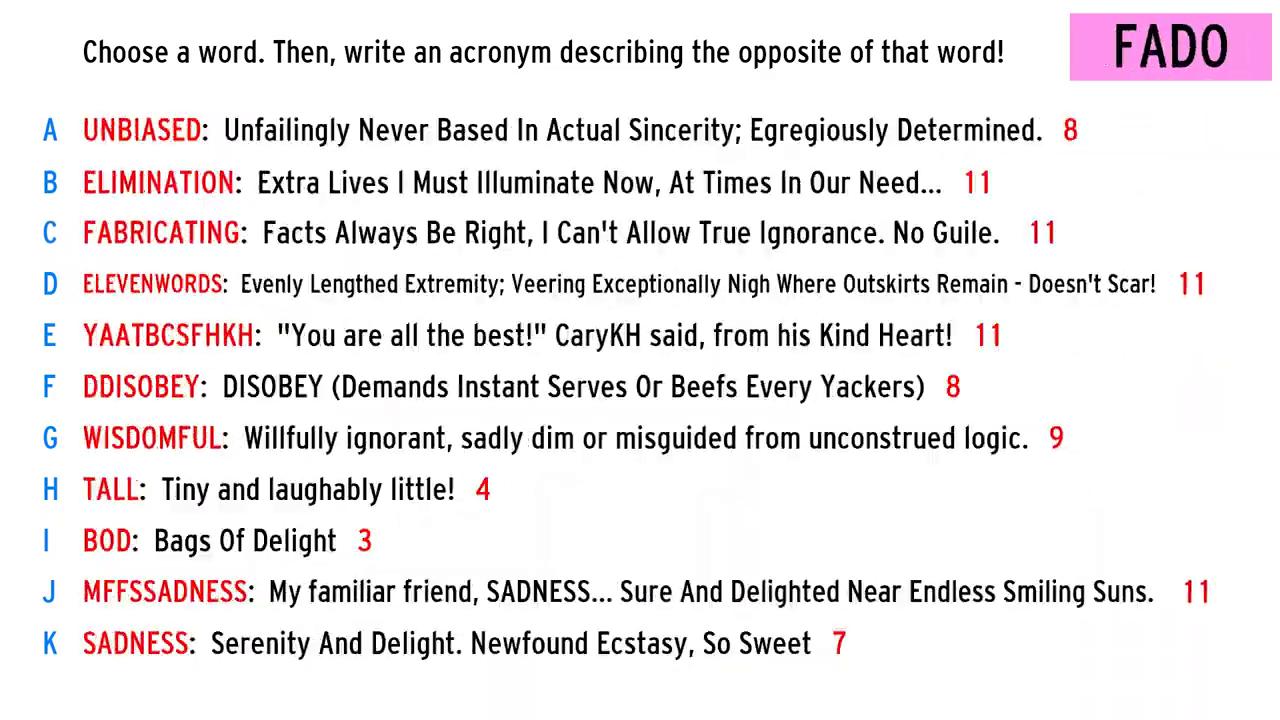 Choose a word. Then, write an acronym describing the opposite of that word!
FADO
A UNBIASED: Unfailingly Never Based In Actual Sincerity; Egregiously Determined. 8
B ELIMINATION: Extra Lives I Must Illuminate Now, At Times In Our Need... 11
C FABRICATING: Facts Always Be Right, I Can't Allow True Ignorance. No Guile. 11
D ELEVENWORDS: Evenly Lengthed Extremity; Veering Exceptionally Nigh Where Outskirts Remain - Doesn't Scar! 11
E YAATBCSFHKH: "You are all the best!" CaryKH said, from his Kind Heart! 11
F DDISOBEY: DISOBEY (Demands Instant Serves Or Beefs Every Yackers) 8
G WISDOMFUL: Willfully ignorant, sadly dim or misguided from unconstrued logic. 9
H TALL: Tiny and laughably little! 4
I BOD: Bags Of Delight 3
J MFFSSADNESS: My familiar friend, SADNESS... Sure And Delighted Near Endless Smiling Suns. 11
K SADNESS: Serenity And Delight. Newfound Ecstasy, So Sweet 7